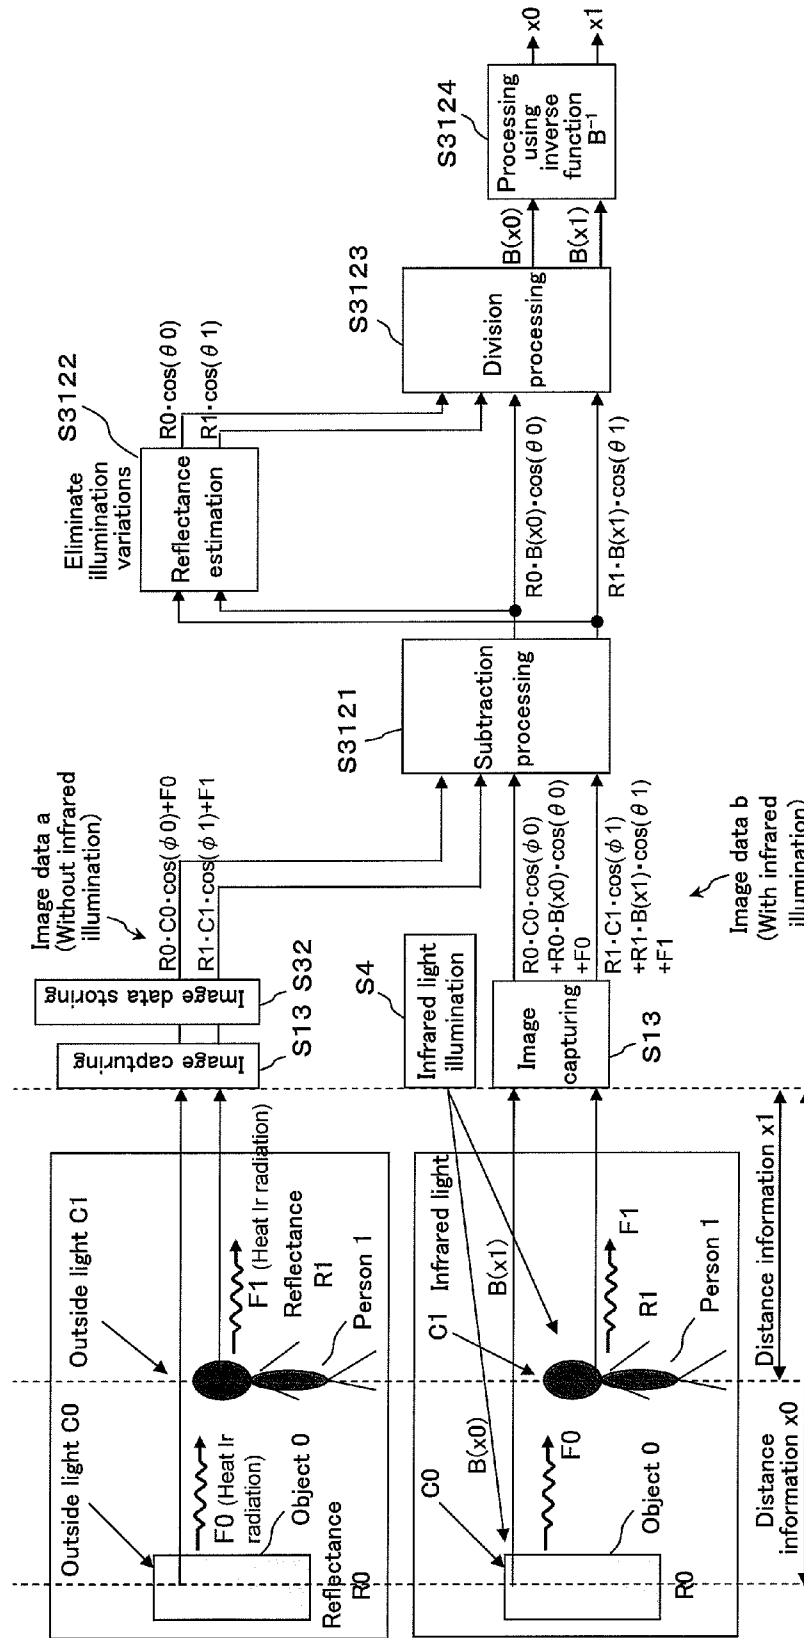 Outside light C0
Outside light C1
F0 (Heat Ir
radiation)
Object 0
Reflectance
R0
F1 (Heat Ir radiation)
Reflectance
R1
Person 1
Image capturing
S13
Image data storing
S32
Image data a
(Without infrared
illumination)
R0・C0・cos(φ0)+F0
R1・C1・cos(φ1)+F1
C0
B(x0)
F0
Object 0
R0
C1
Infrared light
B(x1)
F1
R1
Person 1
Infrared light
illumination
S4
Image
capturing
S13
R0・C0・cos(φ0)
+R0・B(x0)・cos(θ0)
+F0
R1・C1・cos(φ1)
+R1・B(x1)・cos(θ1)
+F1
Image data b
(With infrared
illumination)
Distance
information x0
Distance information x1
S3121
Subtraction
processing
R0・B(x0)・cos(θ0)
R1・B(x1)・cos(θ1)
Eliminate
illumination
variations
S3122
Reflectance
estimation
R0・cos(θ0)
R1・cos(θ1)
S3123
Division
processing
B(x0)
B(x1)
S3124
Processing
using
inverse
function
B⁻¹
x0
x1